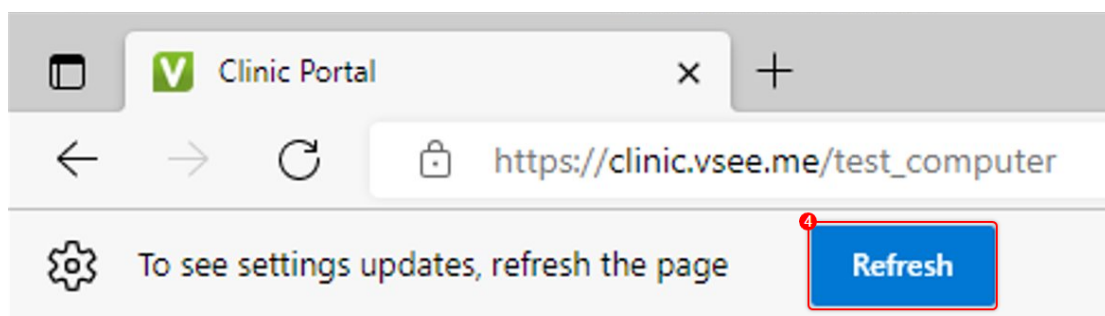 V Clinic Portal
https://clinic.vsee.me/test_computer
4
To see settings updates, refresh the page Refresh